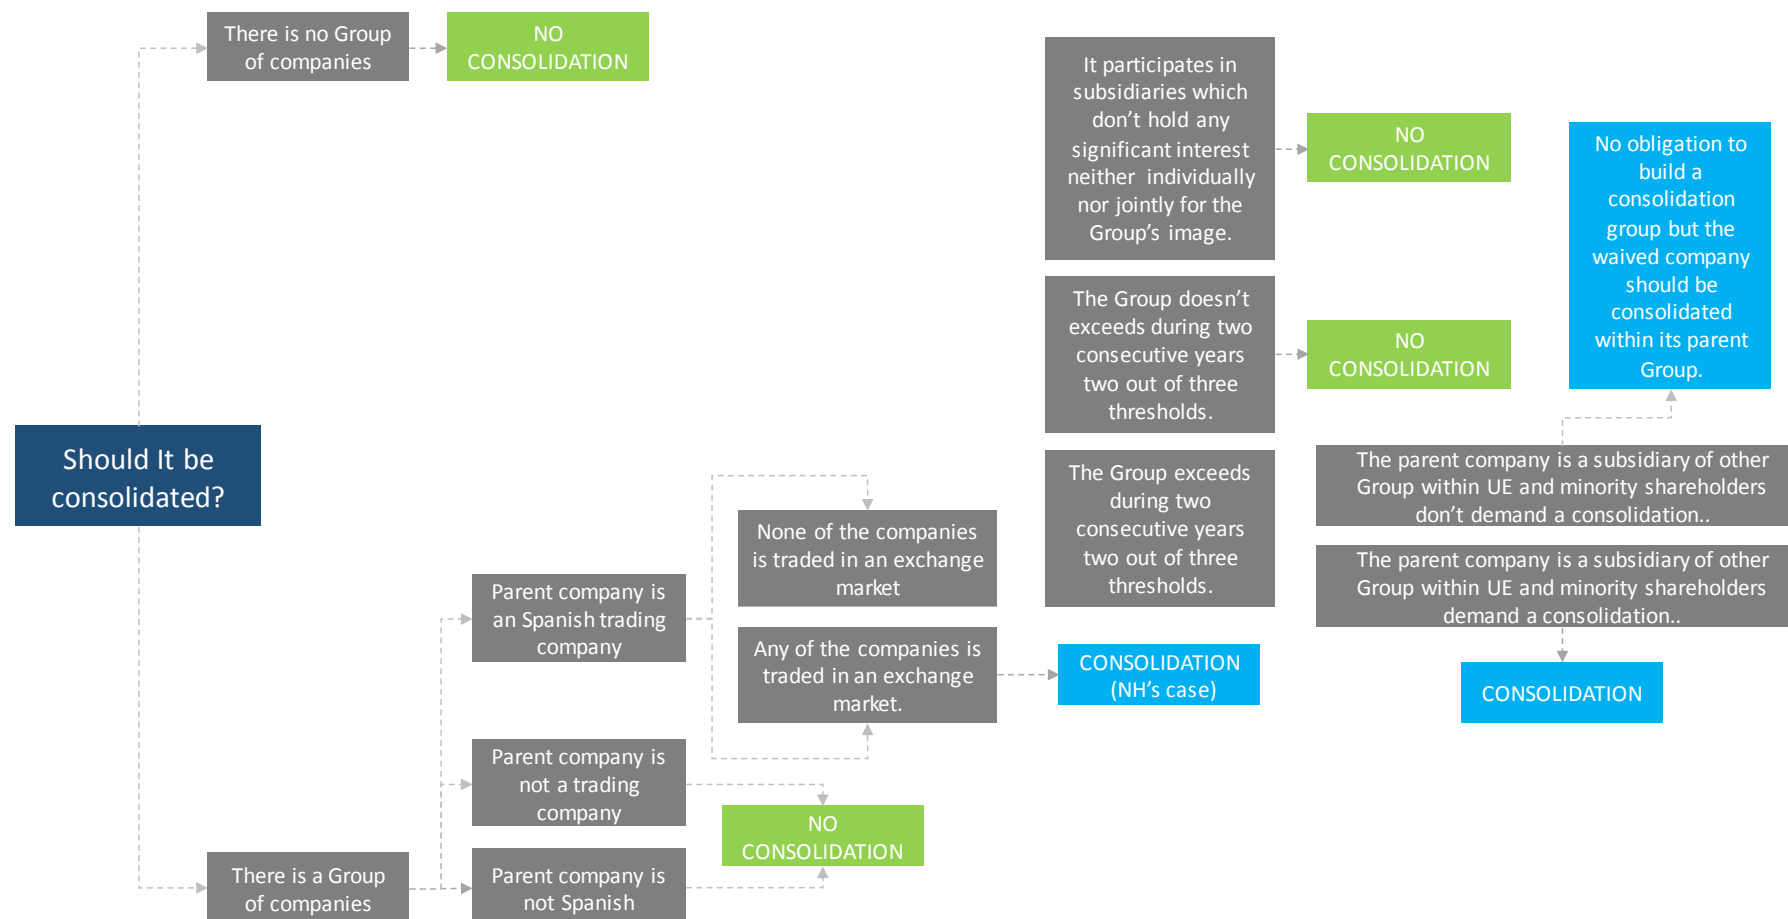 There is no Group
of companies
NO
CONSOLIDATION
It participates in
subsidiaries which
don’t hold any
significant interest
neither individually
nor jointly for the
Group’s image.
NO
CONSOLIDATION
No obligation to
build a
consolidation
group but the
waived company
should be
consolidated
within its parent
Group.
The Group doesn’t
exceeds during two
consecutive years
two out of three
thresholds.
NO
CONSOLIDATION
Should It be
consolidated?
The Group exceeds
during two
consecutive years
two out of three
thresholds.
The parent company is a subsidiary of other
Group within UE and minority shareholders
don’t demand a consolidation..
None of the companies
is traded in an exchange
market
The parent company is a subsidiary of other
Group within UE and minority shareholders
demand a consolidation..
Parent company is
an Spanish trading
company
Any of the companies is
traded in an exchange
market.
CONSOLIDATION
(NH’s case)
CONSOLIDATION
Parent company is
not a trading
company
NO
CONSOLIDATION
There is a Group
of companies
Parent company is
not Spanish